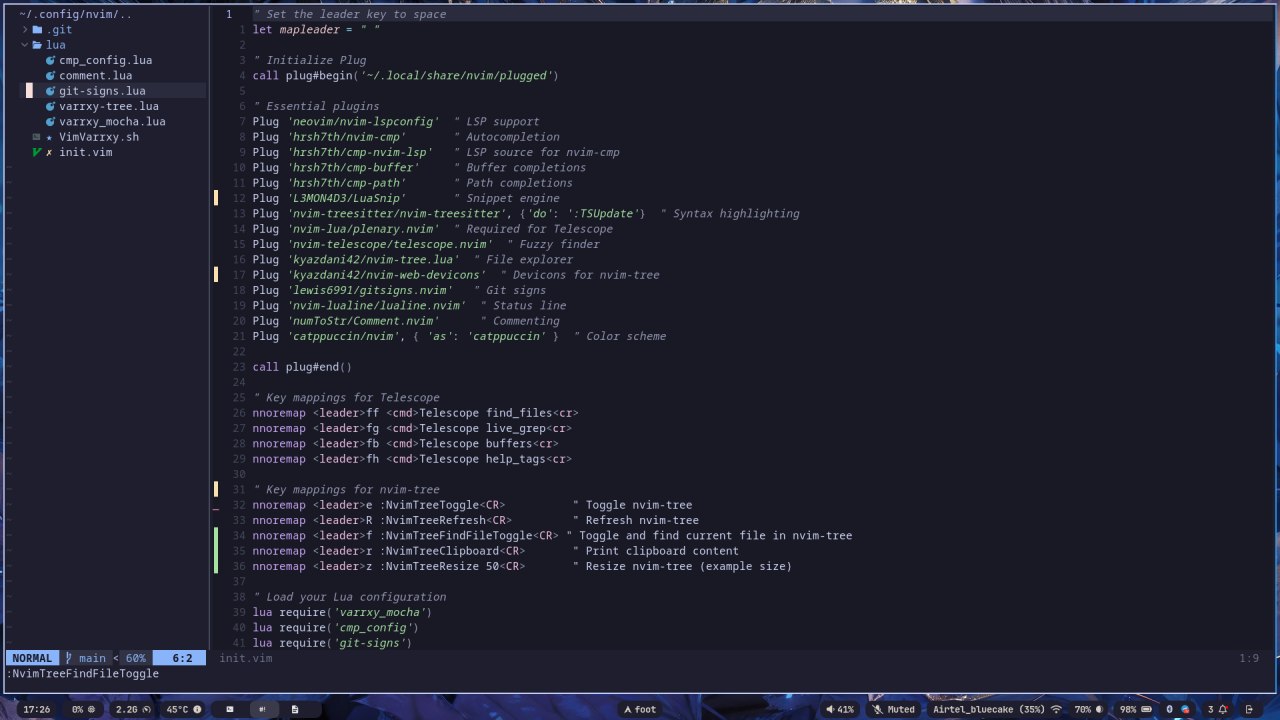 ~/.config/nvim/..
.git
lua
cmp_config.lua
comment.lua
git-signs.lua
varrxy-tree.lua
varrxy_mocha.lua
VimVarrxy.sh
init.vim
1 " Set the leader key to space
1 let mapleader = " "
2
3 " Initialize Plug
4 call plug#begin('~/.local/share/nvim/plugged')
5
6 " Essential plugins
7 Plug 'neovim/nvim-lspconfig'  " LSP support
8 Plug 'hrsh7th/nvim-cmp'       " Autocompletion
9 Plug 'hrsh7th/cmp-nvim-lsp'   " LSP source for nvim-cmp
10 Plug 'hrsh7th/cmp-buffer'     " Buffer completions
11 Plug 'hrsh7th/cmp-path'       " Path completions
12 Plug 'L3MON4D3/LuaSnip'       " Snippet engine
13 Plug 'nvim-treesitter/nvim-treesitter', {'do': ':TSUpdate'}  " Syntax highlighting
14 Plug 'nvim-lua/plenary.nvim'  " Required for Telescope
15 Plug 'nvim-telescope/telescope.nvim'  " Fuzzy finder
16 Plug 'kyazdani42/nvim-tree.lua'  " File explorer
17 Plug 'kyazdani42/nvim-web-devicons'  " Devicons for nvim-tree
18 Plug 'lewis6991/gitsigns.nvim'   " Git signs
19 Plug 'nvim-lualine/lualine.nvim'  " Status line
20 Plug 'numToStr/Comment.nvim'      " Commenting
21 Plug 'catppuccin/nvim', { 'as': 'catppuccin' }  " Color scheme
22
23 call plug#end()
24
25 " Key mappings for Telescope
26 nnoremap <leader>ff <cmd>Telescope find_files<cr>
27 nnoremap <leader>fg <cmd>Telescope live_grep<cr>
28 nnoremap <leader>fb <cmd>Telescope buffers<cr>
29 nnoremap <leader>fh <cmd>Telescope help_tags<cr>
30
31 " Key mappings for nvim-tree
32 nnoremap <leader>e :NvimTreeToggle<CR>          " Toggle nvim-tree
33 nnoremap <leader>R :NvimTreeRefresh<CR>         " Refresh nvim-tree
34 nnoremap <leader>f :NvimTreeFindFileToggle<CR> " Toggle and find current file in nvim-tree
35 nnoremap <leader>r :NvimTreeClipboard<CR>       " Print clipboard content
36 nnoremap <leader>z :NvimTreeResize 50<CR>       " Resize nvim-tree (example size)
37
38 " Load your Lua configuration
39 lua require('varrxy_mocha')
40 lua require('cmp_config')
41 lua require('git-signs')
NORMAL main < 60% 6:2 init.vim 1:9
:NvimTreeFindFileToggle
17:26 0% 2.2G 45°C foot 41% Muted Airtel_bluecake (35%) 70% 98% 3